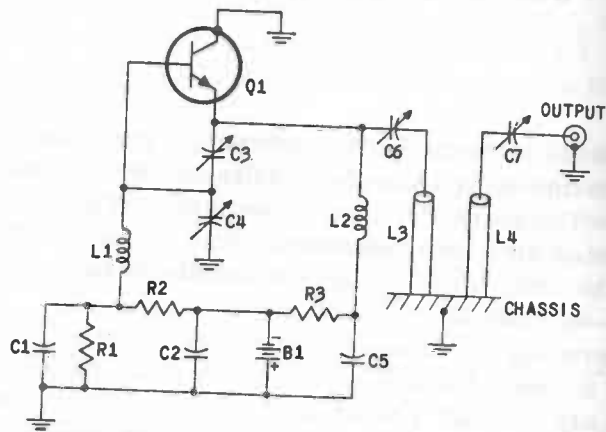 Q1
OUTPUT
C3
C6
C7
C4
L1
L2
L3
L4
R2
R3
CHASSIS
C1
R1
C2
B1
C5
-
+